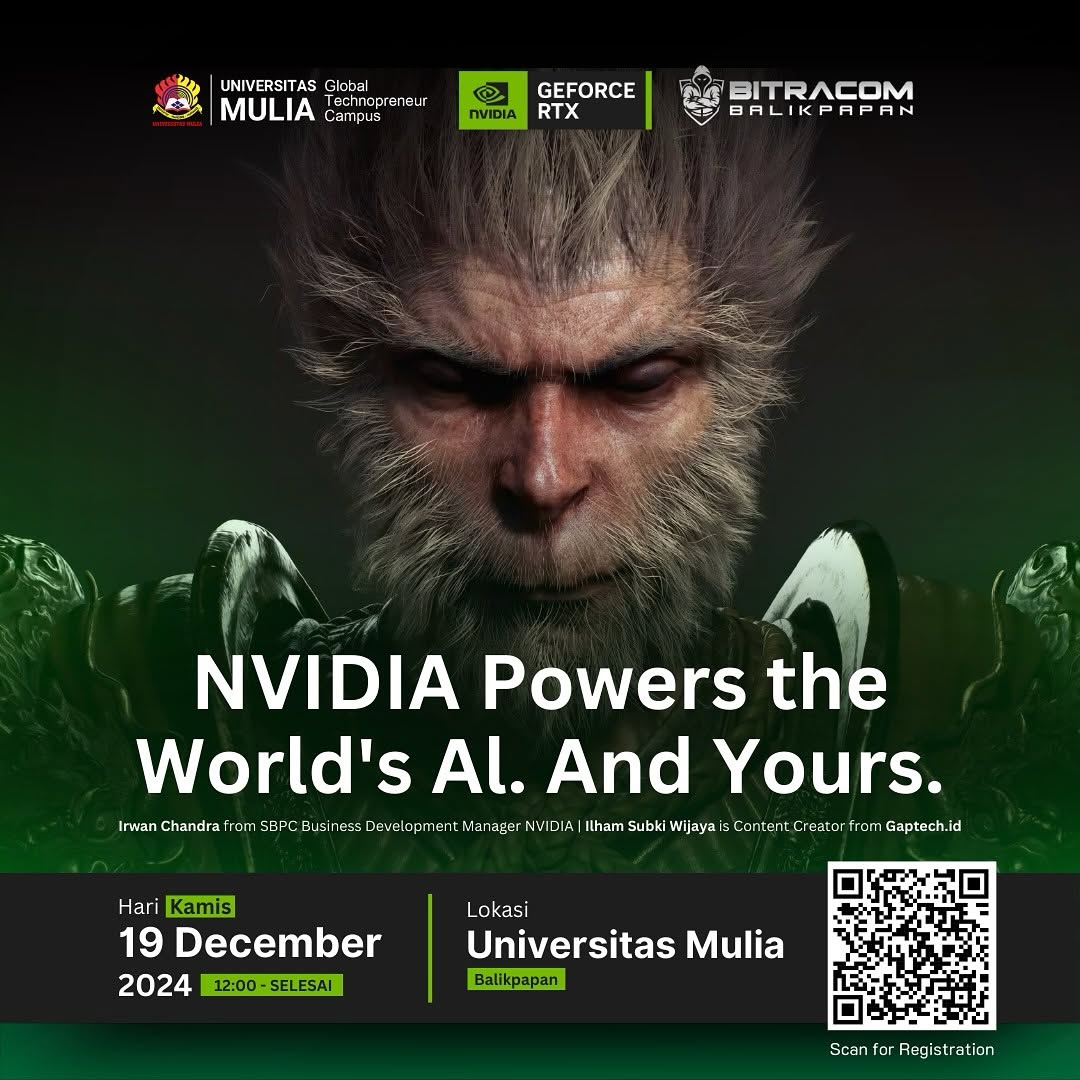 UNIVERSITAS MULIA
Global Technopreneur Campus
UNIVERSITAS MULIA
NVIDIA
GEFORCE RTX
BITRACOM
BALIKPAPAN
NVIDIA Powers the
World's Al. And Yours.
Irwan Chandra from SBPC Business Development Manager NVIDIA | Ilham Subki Wijaya is Content Creator from Gaptech.id
Hari Kamis
19 December
2024 12:00 - SELESAI
Lokasi
Universitas Mulia
Balikpapan
Scan for Registration